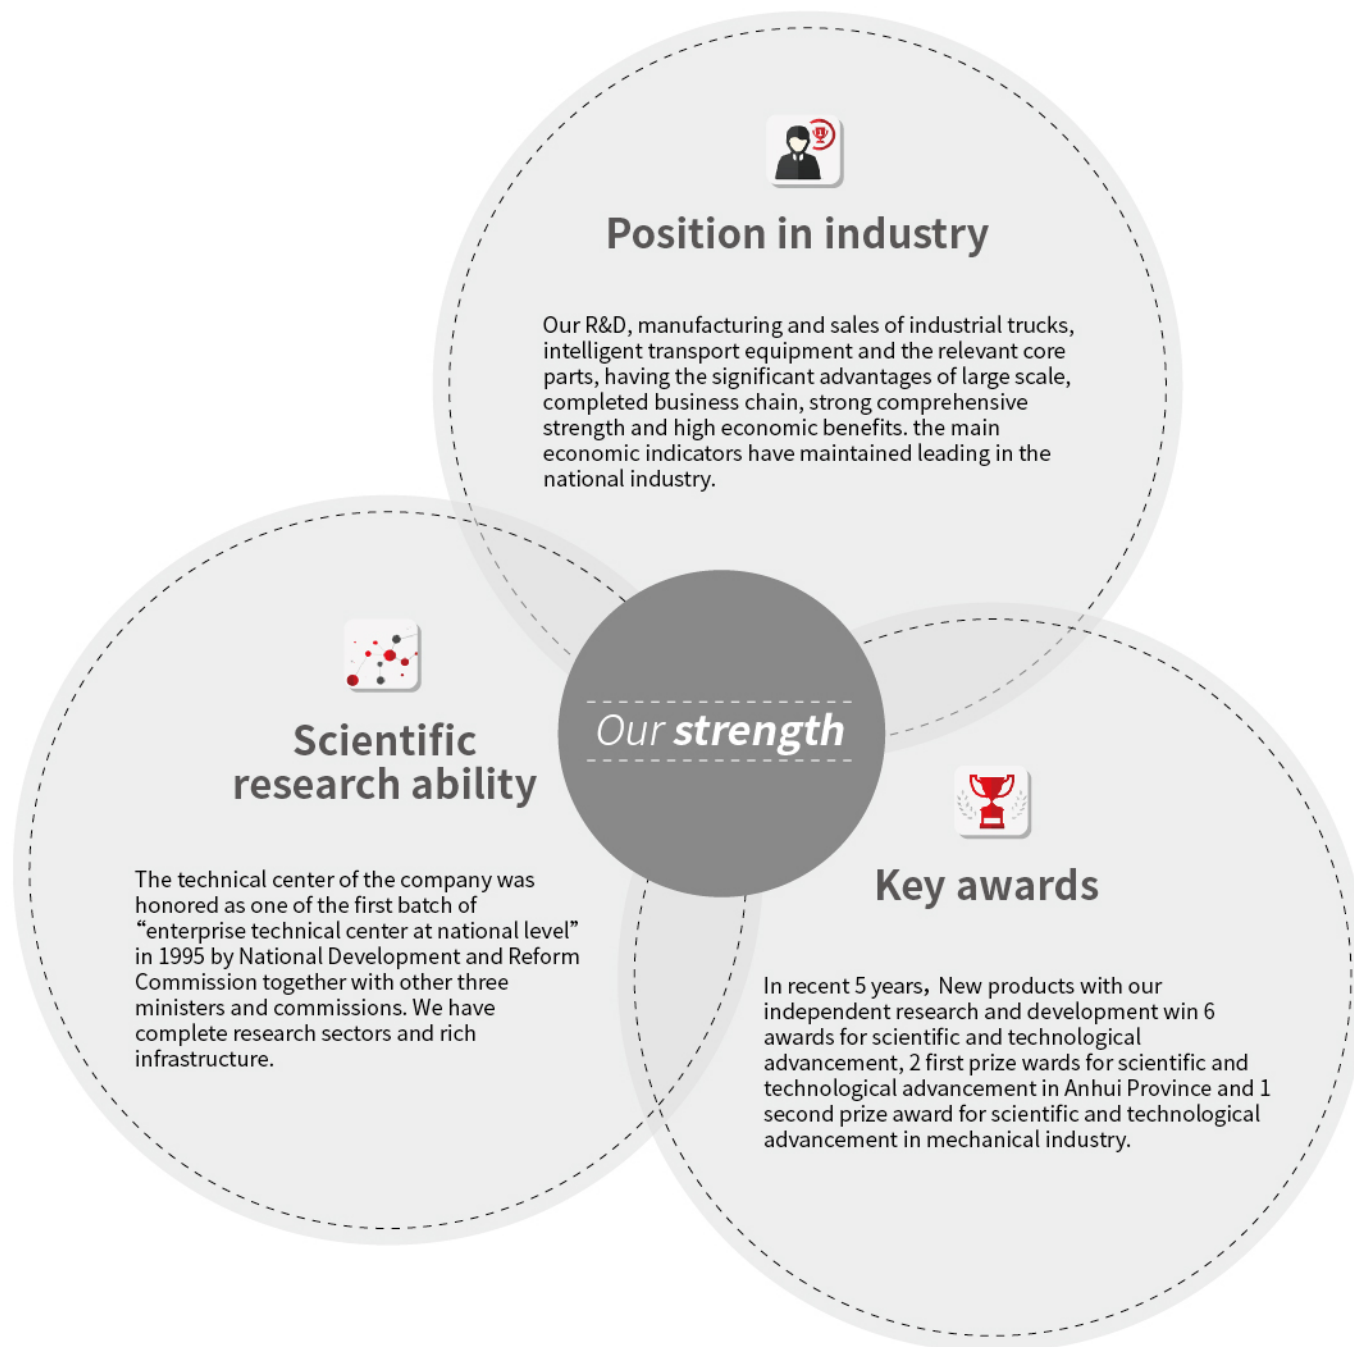 Position in industry
Our R&D, manufacturing and sales of industrial trucks,
intelligent transport equipment and the relevant core
parts, having the significant advantages of large scale,
completed business chain, strong comprehensive
strength and high economic benefits. the main
economic indicators have maintained leading in the
national industry.
Our strength
Scientific
research ability
The technical center of the company was
honored as one of the first batch of
“enterprise technical center at national level”
in 1995 by National Development and Reform
Commission together with other three
ministers and commissions. We have
complete research sectors and rich
infrastructure.
Key awards
In recent 5 years，New products with our
independent research and development win 6
awards for scientific and technological
advancement, 2 first prize wards for scientific and
technological advancement in Anhui Province and 1
second prize award for scientific and technological
advancement in mechanical industry.